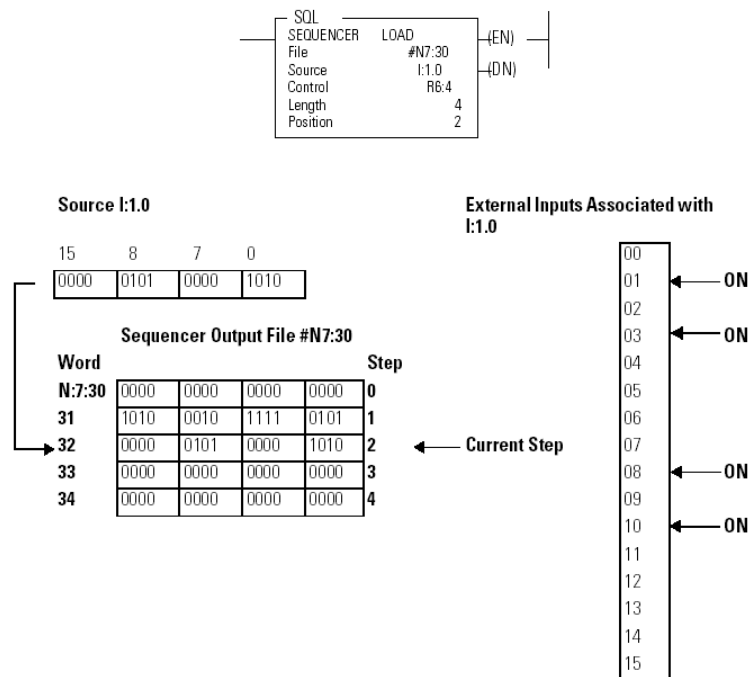 SQL
SEQUENCER LOAD (EN)
File #N7:30
Source I:1.0 (DN)
Control R6:4
Length 4
Position 2
Source I:1.0
15 8 7 0
0000 0101 0000 1010
External Inputs Associated with
I:1.0
00
01 ON
02
03 ON
04
05
06
07
08 ON
09
10 ON
11
12
13
14
15
Sequencer Output File #N7:30
Word Step
N:7:30 0000 0000 0000 0000 0
31 1010 0010 1111 0101 1
32 0000 0101 0000 1010 2 Current Step
33 0000 0000 0000 0000 3
34 0000 0000 0000 0000 4